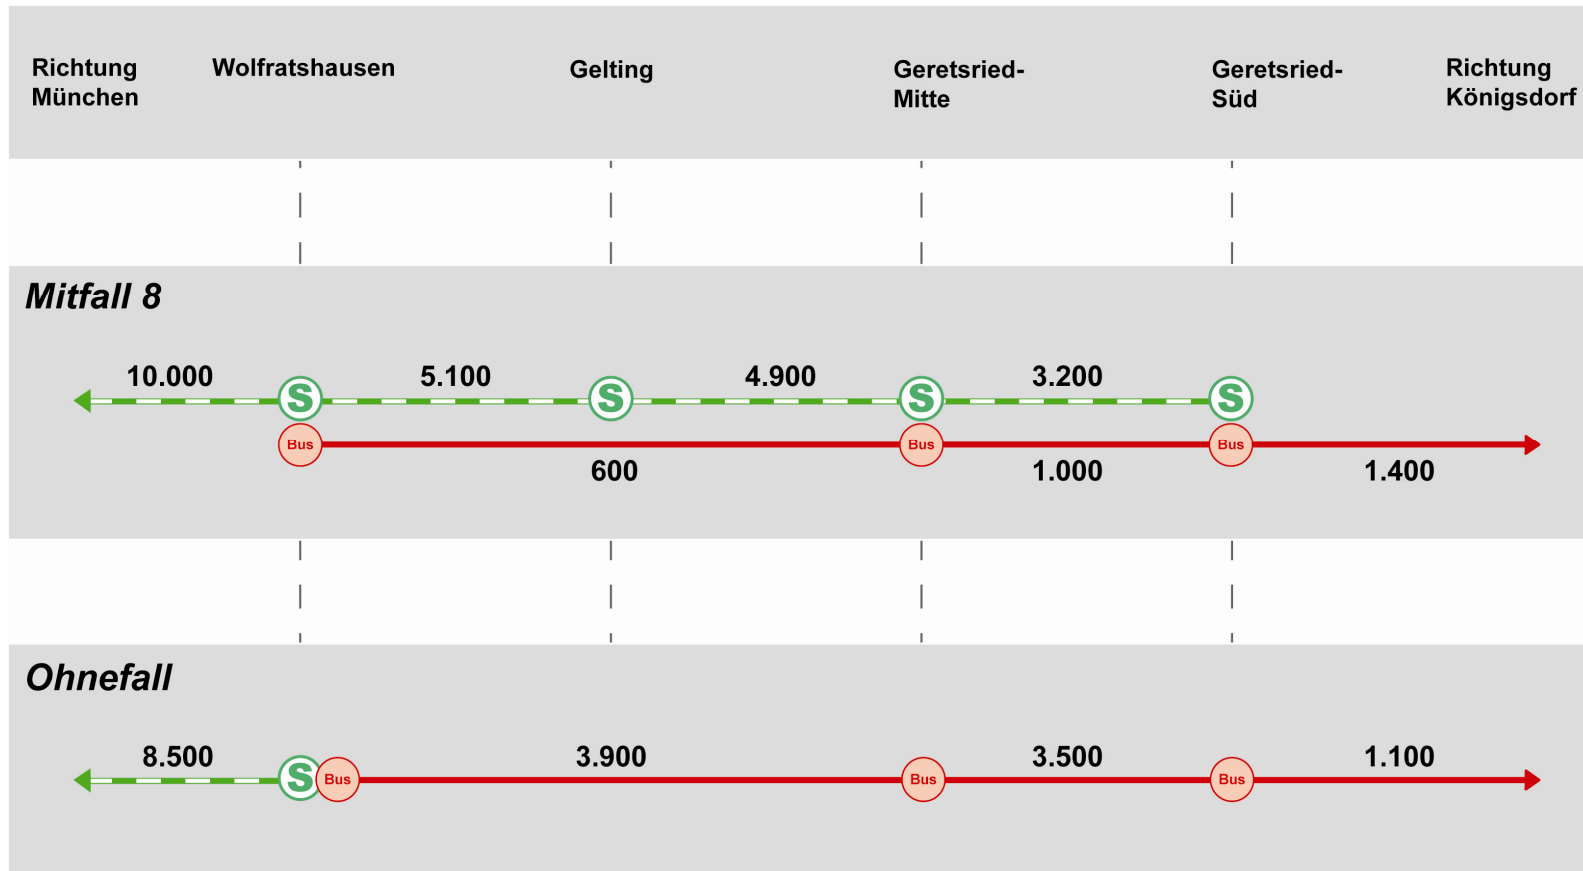 Richtung
München
Wolfratshausen
Gelting
Geretsried-
Mitte
Geretsried-
Süd
Richtung
Königsdorf
Mitfall 8
10.000
5.100
4.900
3.200
S
S
S
S
Bus
Bus
Bus
600
1.000
1.400
Ohnefall
8.500
3.900
3.500
1.100
S
Bus
Bus
Bus